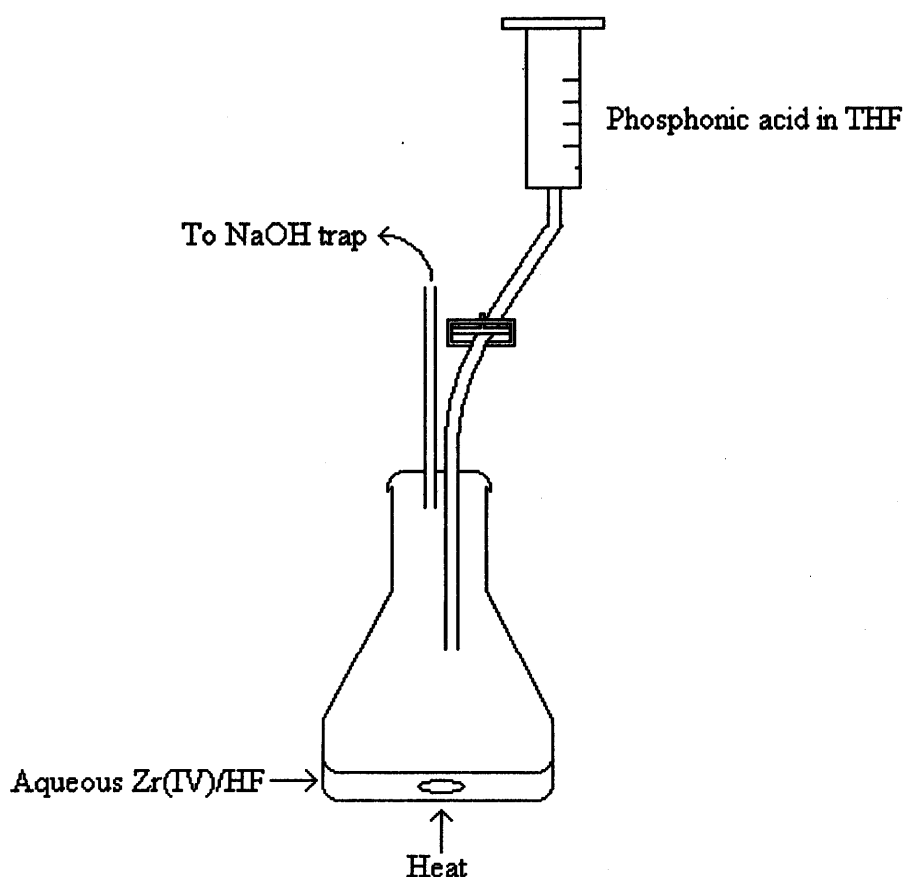 Phosphonic acid in THF
To NaOH trap
Aqueous Zr(IV)/HF
Heat